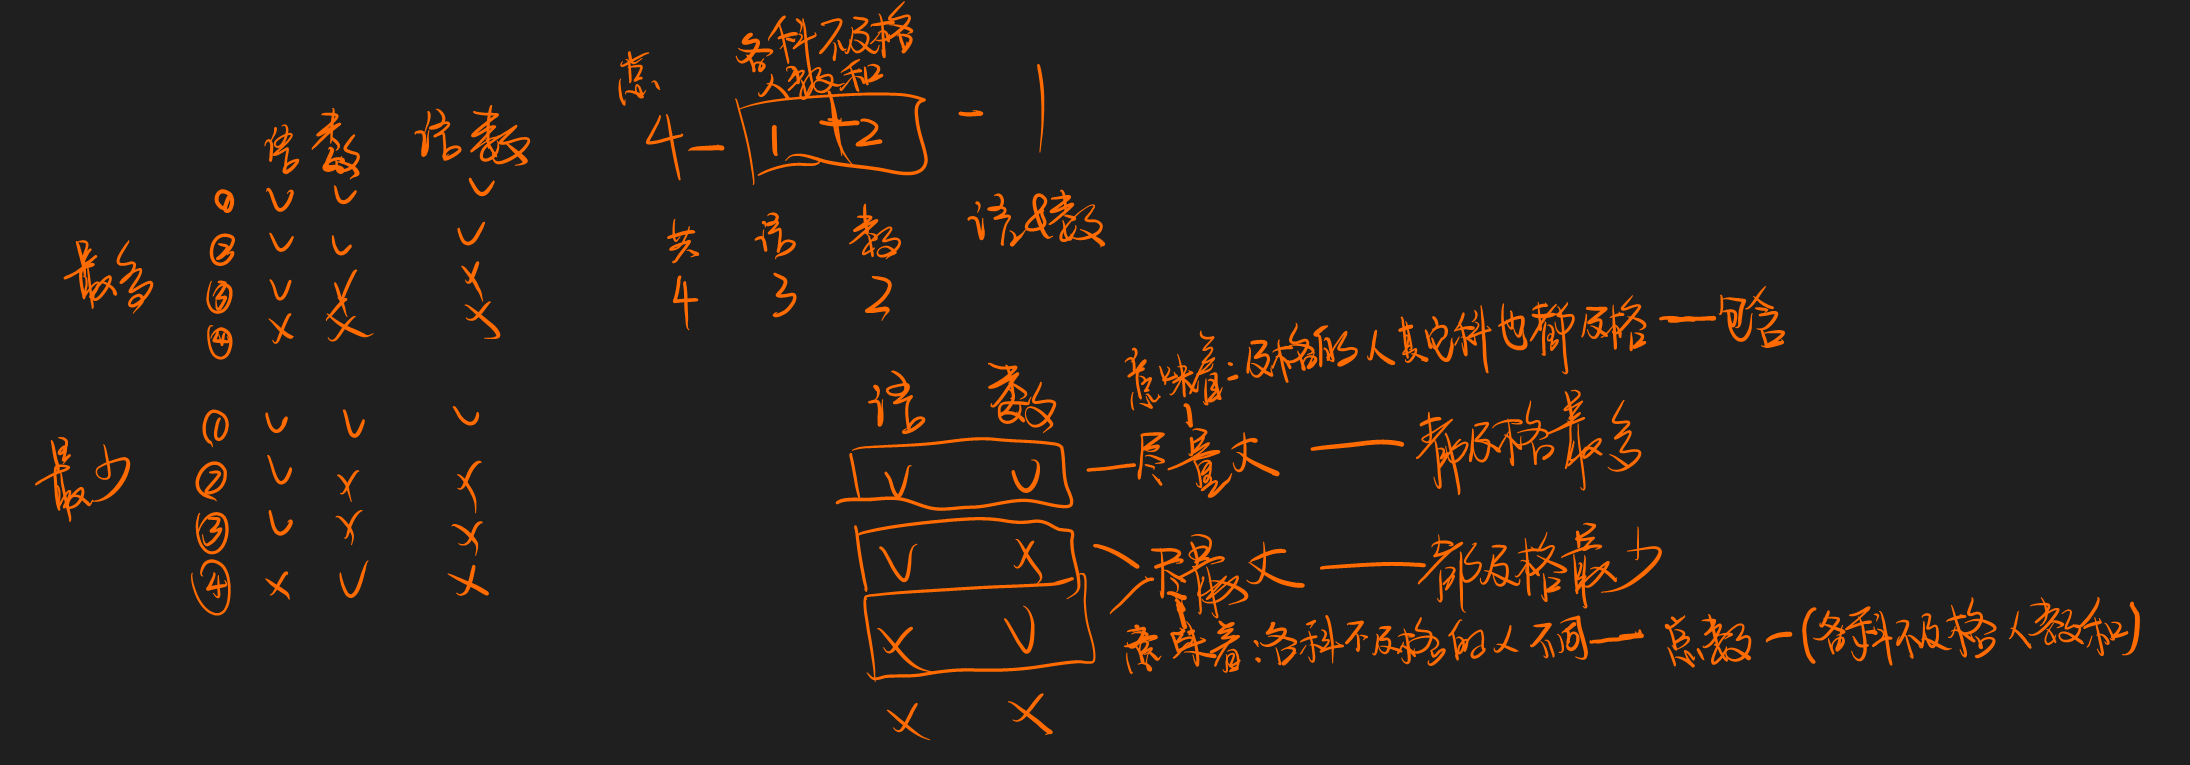 总 各科不及格
人数和
4 — 1 + 2 - 1
语 数 语数
① ∨ ∨ ∨
② ∨ ∨ ∨
最多
③ ∨ × ×
④ × × ×
共 语 数 语&数
4 3 2
最少
① ∨ ∨ ∨
② ∨ × ×
③ ∨ × ×
④ × ∨ ×
意味着:及格的人其它科也都及格 — 包含
语 数
∨ ∨ — 尽量大 — 都及格最多
∨ × 尽量大 — 都及格最少
× ∨
意味着:各科不及格的人不同 — 总数-(各科不及格人数和)
× ×